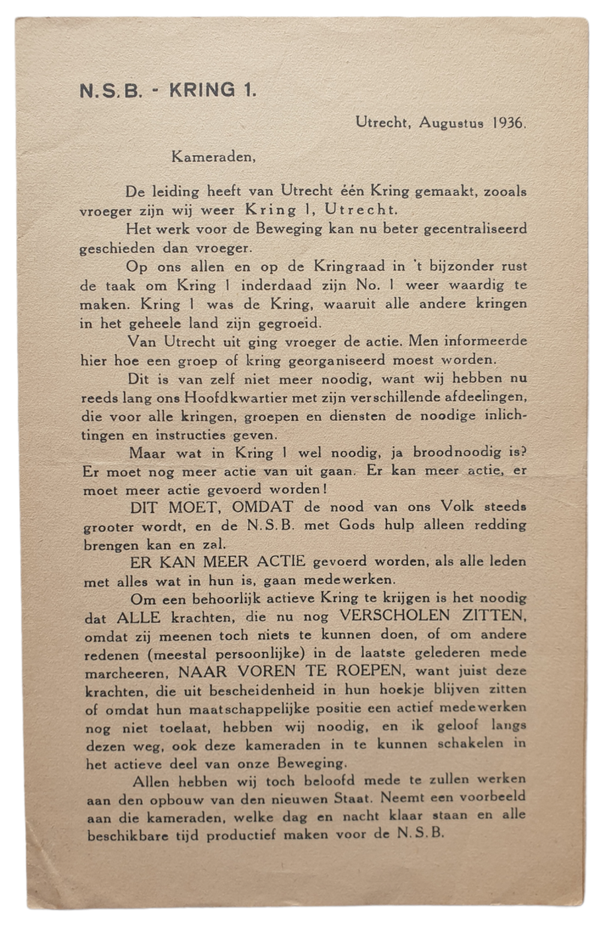 N.S.B. - KRING 1.
Utrecht, Augustus 1936.
Kameraden,
De leiding heeft van Utrecht één Kring gemaakt, zooals
vroeger zijn wij weer Kring 1, Utrecht.
Het werk voor de Beweging kan nu beter gecentraliseerd
geschieden dan vroeger.
Op ons allen en op de Kringraad in 't bijzonder rust
de taak om Kring 1 inderdaad zijn No. 1 weer waardig te
maken. Kring 1 was de Kring, waaruit alle andere kringen
in het geheele land zijn gegroeid.
Van Utrecht uit ging vroeger de actie. Men informeerde
hier hoe een groep of kring georganiseerd moest worden.
Dit is van zelf niet meer noodig, want wij hebben nu
reeds lang ons Hoofdkwartier met zijn verschillende afdeelingen,
die voor alle kringen, groepen en diensten de noodige inlich-
tingen en instructies geven.
Maar wat in Kring 1 wel noodig, ja broodnoodig is?
Er moet nog meer actie van uit gaan. Er kan meer actie, er
moet meer actie gevoerd worden!
DIT MOET, OMDAT de nood van ons Volk steeds
grooter wordt, en de N.S.B. met Gods hulp alleen redding
brengen kan en zal.
ER KAN MEER ACTIE gevoerd worden, als alle leden
met alles wat in hun is, gaan medewerken.
Om een behoorlijk actieve Kring te krijgen is het noodig
dat ALLE krachten, die nu nog VERSCHOLEN ZITTEN,
omdat zij meenen toch niets te kunnen doen, of om andere
redenen (meestal persoonlijke) in de laatste gelederen mede
marcheeren, NAAR VOREN TE ROEPEN, want juist deze
krachten, die uit bescheidenheid in hun hoekje blijven zitten
of omdat hun maatschappelijke positie een actief medewerken
nog niet toelaat, hebben wij noodig, en ik geloof langs
dezen weg, ook deze kameraden in te kunnen schakelen in
het actieve deel van onze Beweging.
Allen hebben wij toch beloofd mede te zullen werken
aan den opbouw van den nieuwen Staat. Neemt een voorbeeld
aan die kameraden, welke dag en nacht klaar staan en alle
beschikbare tijd productief maken voor de N.S.B.